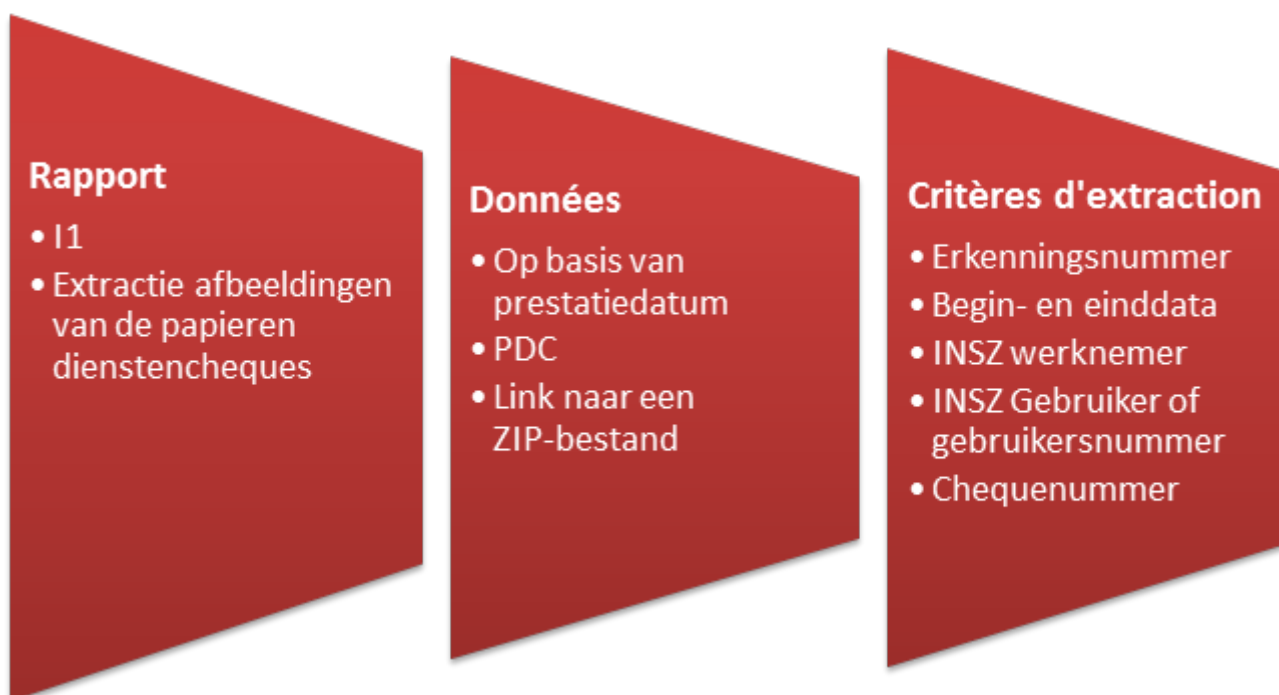 Rapport
• I1
• Extractie afbeeldingen
van de papieren
dienstencheques
Données
• Op basis van
prestatiedatum
• PDC
• Link naar een
ZIP-bestand
Critères d'extraction
• Erkenningsnummer
• Begin- en einddata
• INSZ werknemer
• INSZ Gebruiker of
gebruikersnummer
• Chequenummer